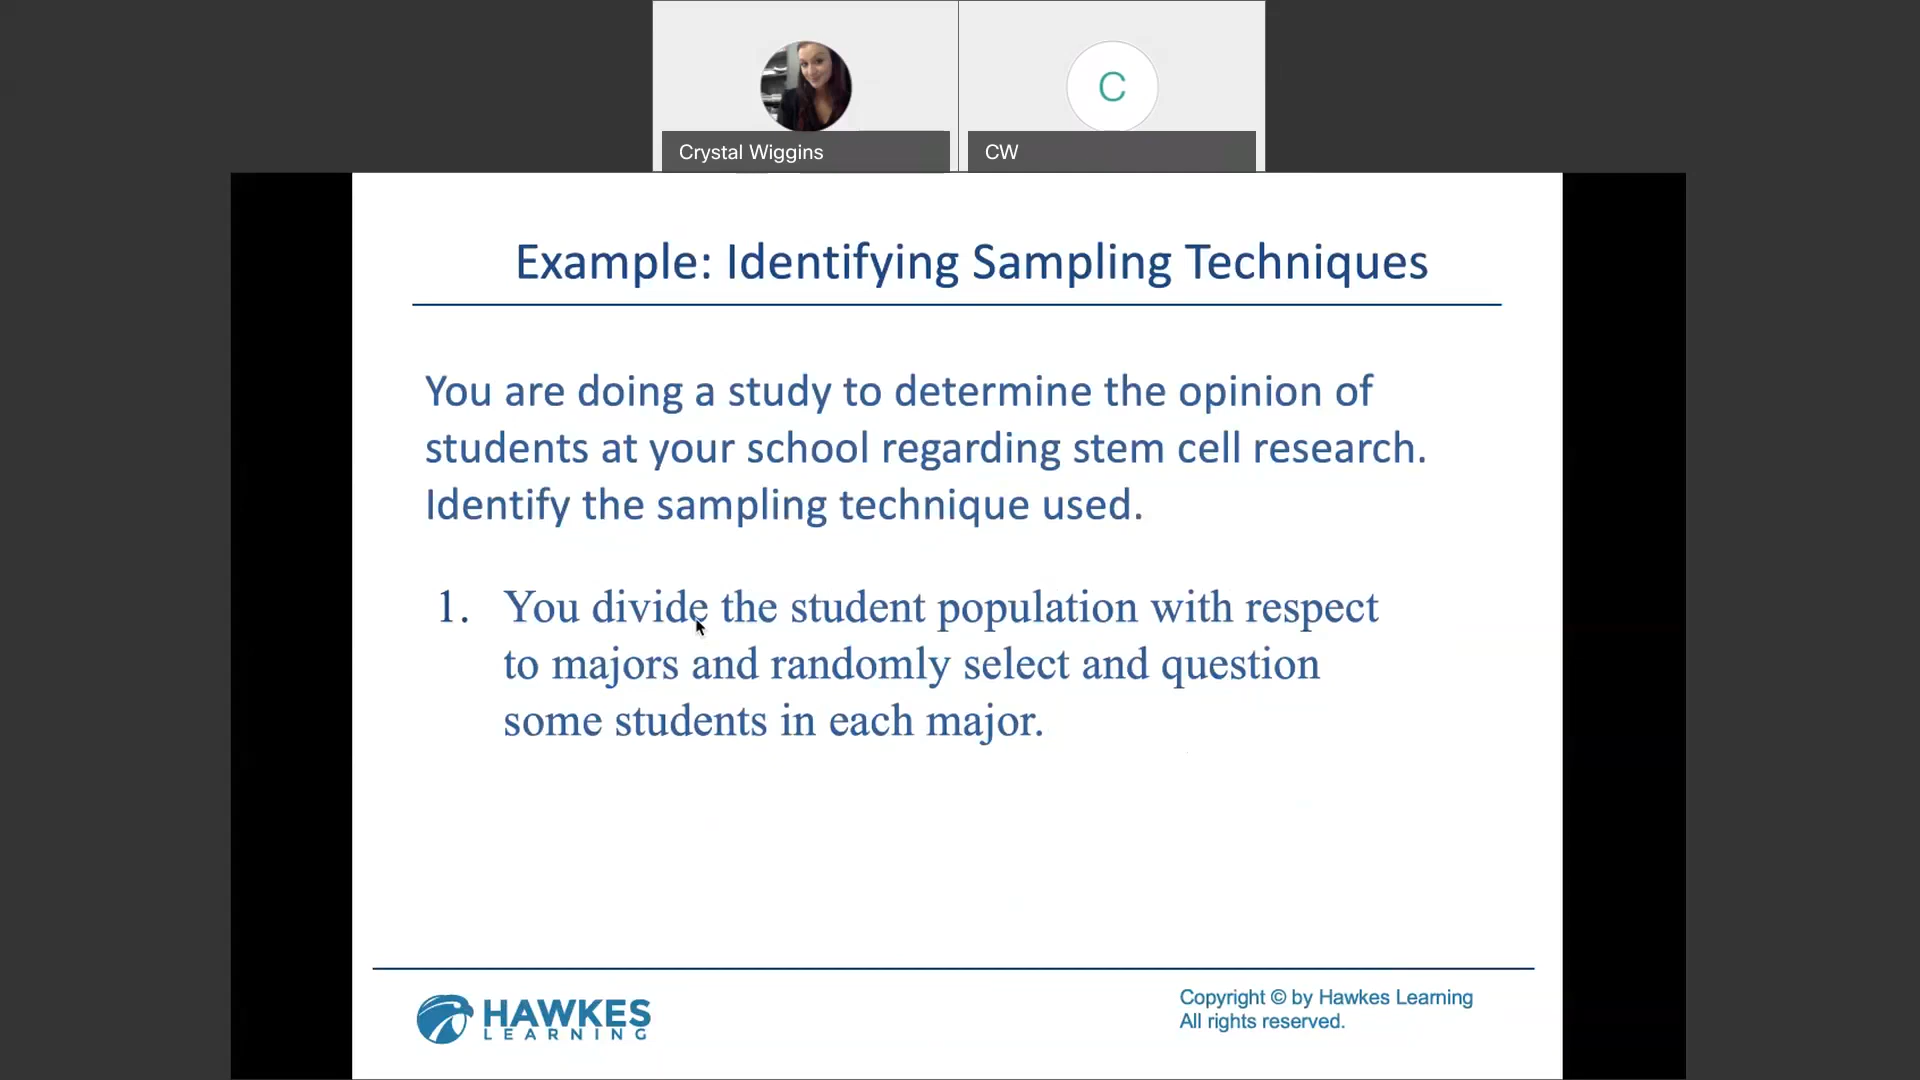 C
Crystal Wiggins
CW
Example: Identifying Sampling Techniques
You are doing a study to determine the opinion of
students at your school regarding stem cell research.
Identify the sampling technique used.
1. You divide the student population with respect
to majors and randomly select and question
some students in each major.
HAWKES
LEARNING
Copyright © by Hawkes Learning
All rights reserved.